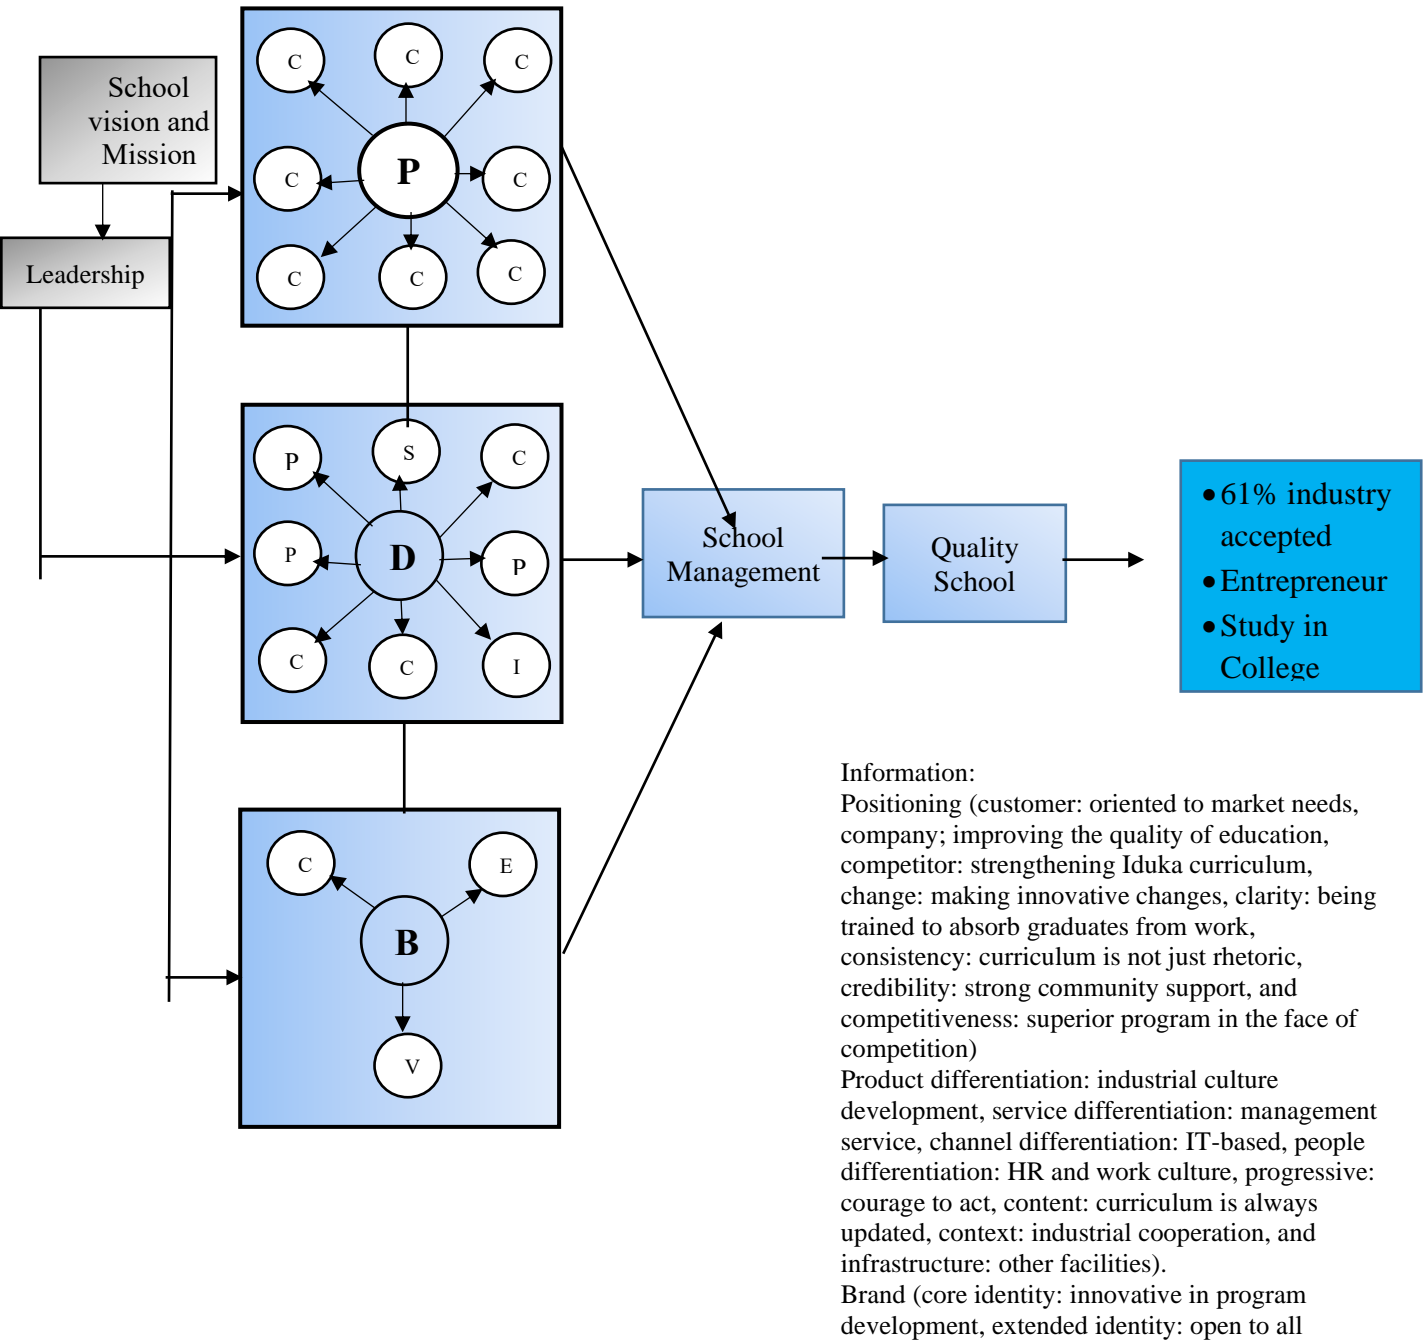 School
vision and
Mission
Leadership
C
C
C
C
P
C
C
C
C
P
S
C
P
D
P
C
C
I
C
E
B
V
School
Management
Quality
School
•61% industry
accepted
•Entrepreneur
•Study in
College
Information:
Positioning (customer: oriented to market needs,
company; improving the quality of education,
competitor: strengthening Iduka curriculum,
change: making innovative changes, clarity: being
trained to absorb graduates from work,
consistency: curriculum is not just rhetoric,
credibility: strong community support, and
competitiveness: superior program in the face of
competition)
Product differentiation: industrial culture
development, service differentiation: management
service, channel differentiation: IT-based, people
differentiation: HR and work culture, progressive:
courage to act, content: curriculum is always
updated, context: industrial cooperation, and
infrastructure: other facilities).
Brand (core identity: innovative in program
development, extended identity: open to all